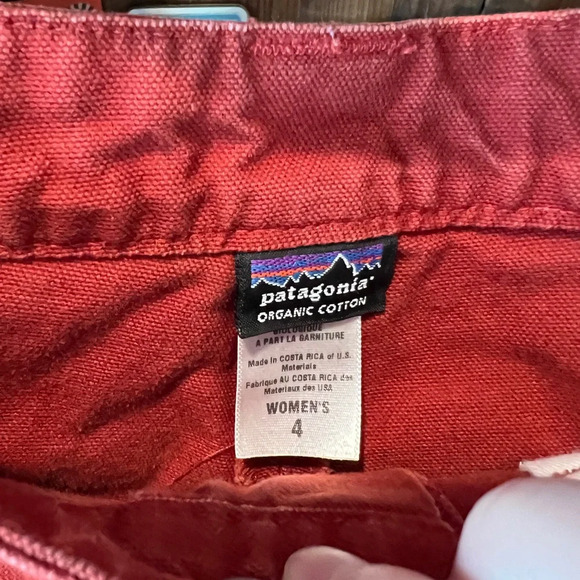 patagonia
ORGANIC COTTON
BIOLOGIQUE
A PART LA GARNITURE
Made in COSTA RICA of U.S.
Materials
Fabrique AU COSTA RICA des
Materiaux des USA
WOMEN'S
4